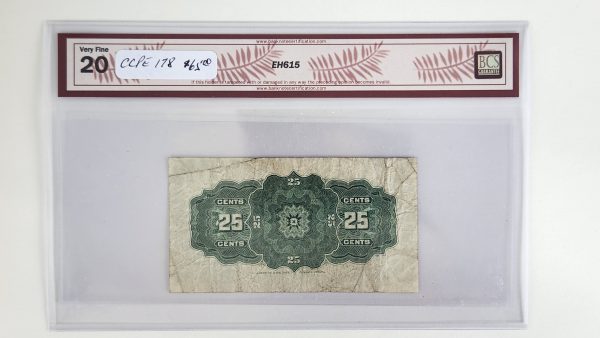 www.banknotecertification.com
Very Fine
20
CCPE 178 $65.00
EH615
BCS
GUARANTEE
If this holder is tampered with or damaged in any way the preceding opinion becomes invalid.
www.banknotecertification.com
25
CENTS CENTS
25 25 25 25
CENTS CENTS
25